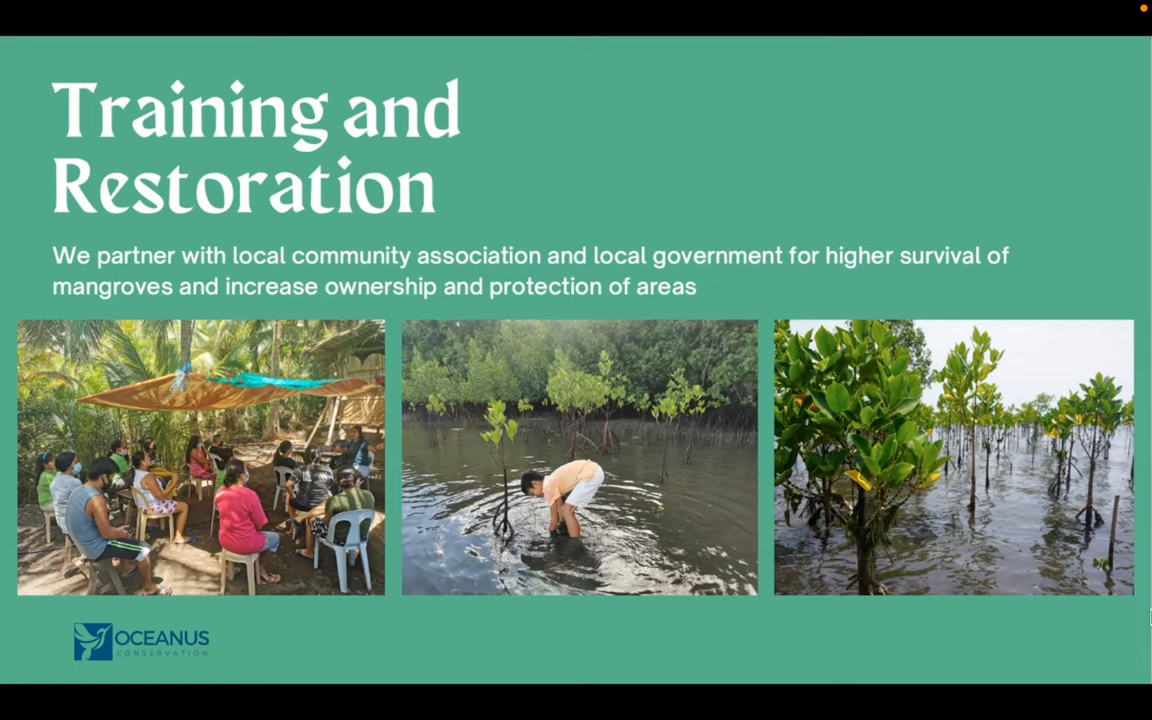 Training and
Restoration
We partner with local community association and local government for higher survival of
mangroves and increase ownership and protection of areas
OCEANUS
CONSERVATION